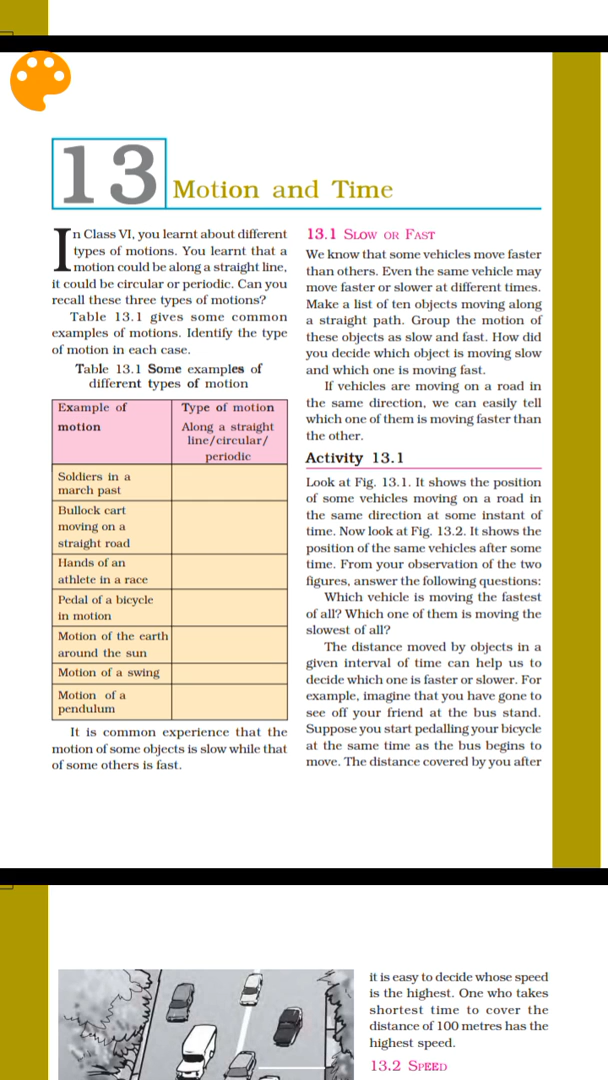 13
Motion and Time
In Class VI, you learnt about different
types of motions. You learnt that a
motion could be along a straight line,
it could be circular or periodic. Can you
recall these three types of motions?
Table 13.1 gives some common
examples of motions. Identify the type
of motion in each case.
Table 13.1 Some examples of
different types of motion
Example of
motion
Type of motion
Along a straight
line/circular/
periodic
Soldiers in a
march past
Bullock cart
moving on a
straight road
Hands of an
athlete in a race
Pedal of a bicycle
in motion
Motion of the earth
around the sun
Motion of a swing
Motion of a
pendulum
It is common experience that the
motion of some objects is slow while that
of some others is fast.
13.1 SLOW OR FAST
We know that some vehicles move faster
than others. Even the same vehicle may
move faster or slower at different times.
Make a list of ten objects moving along
a straight path. Group the motion of
these objects as slow and fast. How did
you decide which object is moving slow
and which one is moving fast.
If vehicles are moving on a road in
the same direction, we can easily tell
which one of them is moving faster than
the other.
Activity 13.1
Look at Fig. 13.1. It shows the position
of some vehicles moving on a road in
the same direction at some instant of
time. Now look at Fig. 13.2. It shows the
position of the same vehicles after some
time. From your observation of the two
figures, answer the following questions:
Which vehicle is moving the fastest
of all? Which one of them is moving the
slowest of all?
The distance moved by objects in a
given interval of time can help us to
decide which one is faster or slower. For
example, imagine that you have gone to
see off your friend at the bus stand.
Suppose you start pedalling your bicycle
at the same time as the bus begins to
move. The distance covered by you after
it is easy to decide whose speed
is the highest. One who takes
shortest time to cover the
distance of 100 metres has the
highest speed.
13.2 SPEED